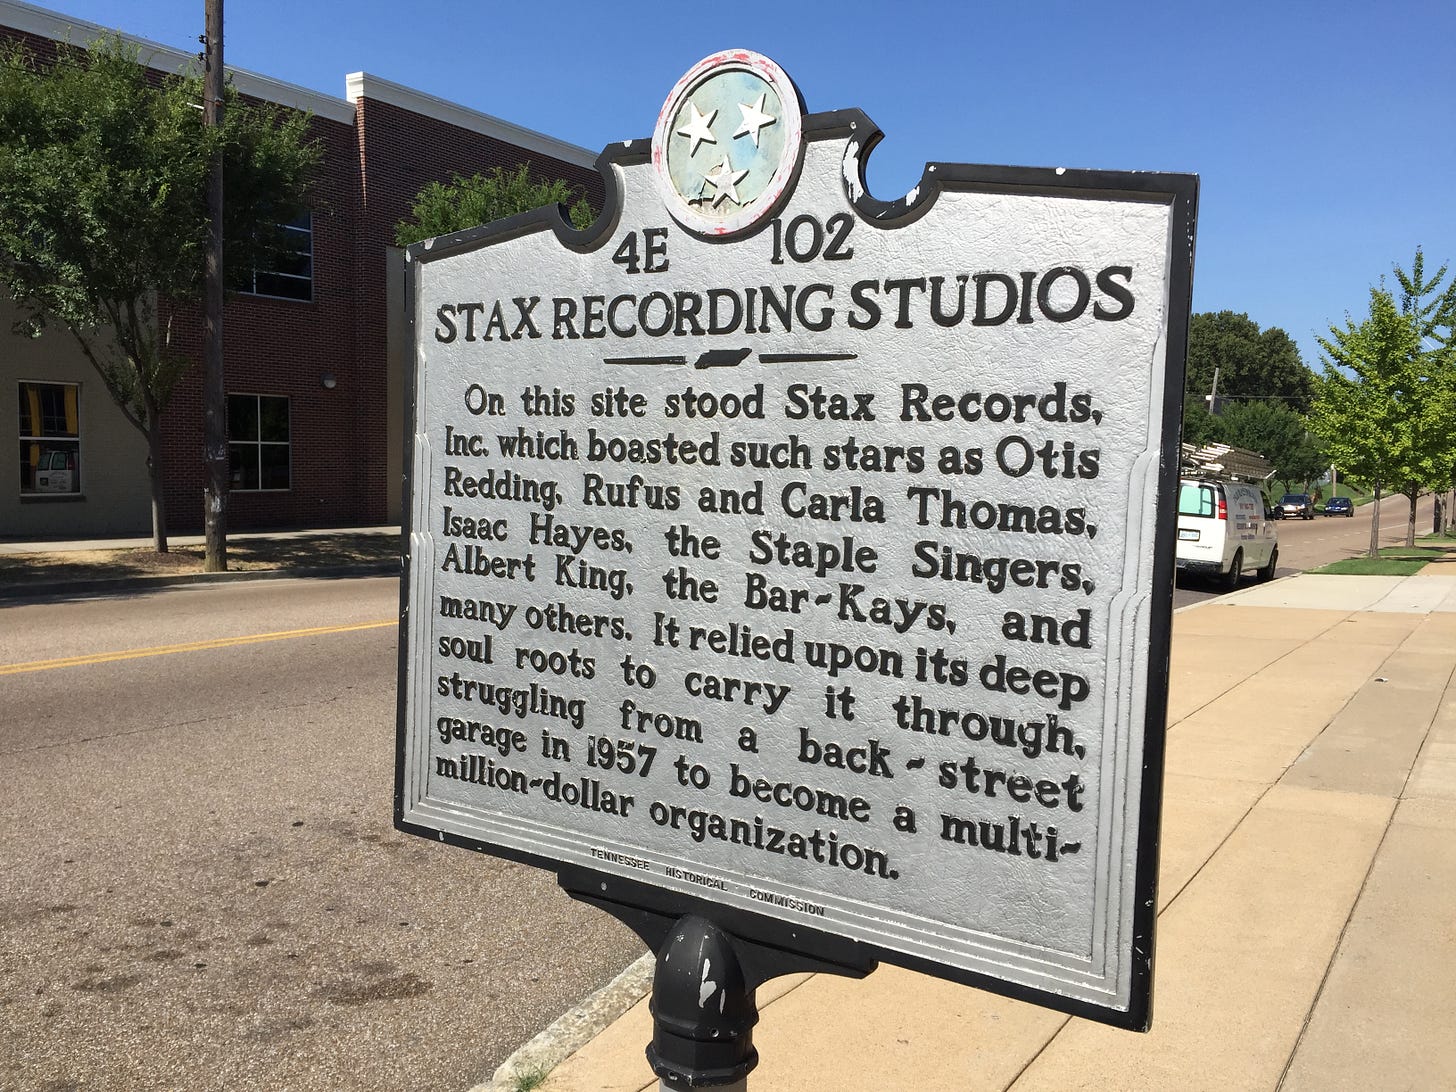 4E 102
STAX RECORDING STUDIOS
On this site stood Stax Records,
Inc. which boasted such stars as Otis
Redding, Rufus and Carla Thomas,
Isaac Hayes, the Staple Singers,
Albert King, the Bar-Kays, and
many others. It relied upon its deep
soul roots to carry it through,
struggling from a back-street
garage in 1957 to become a multi-
million-dollar organization.
TENNESSEE HISTORICAL COMMISSION